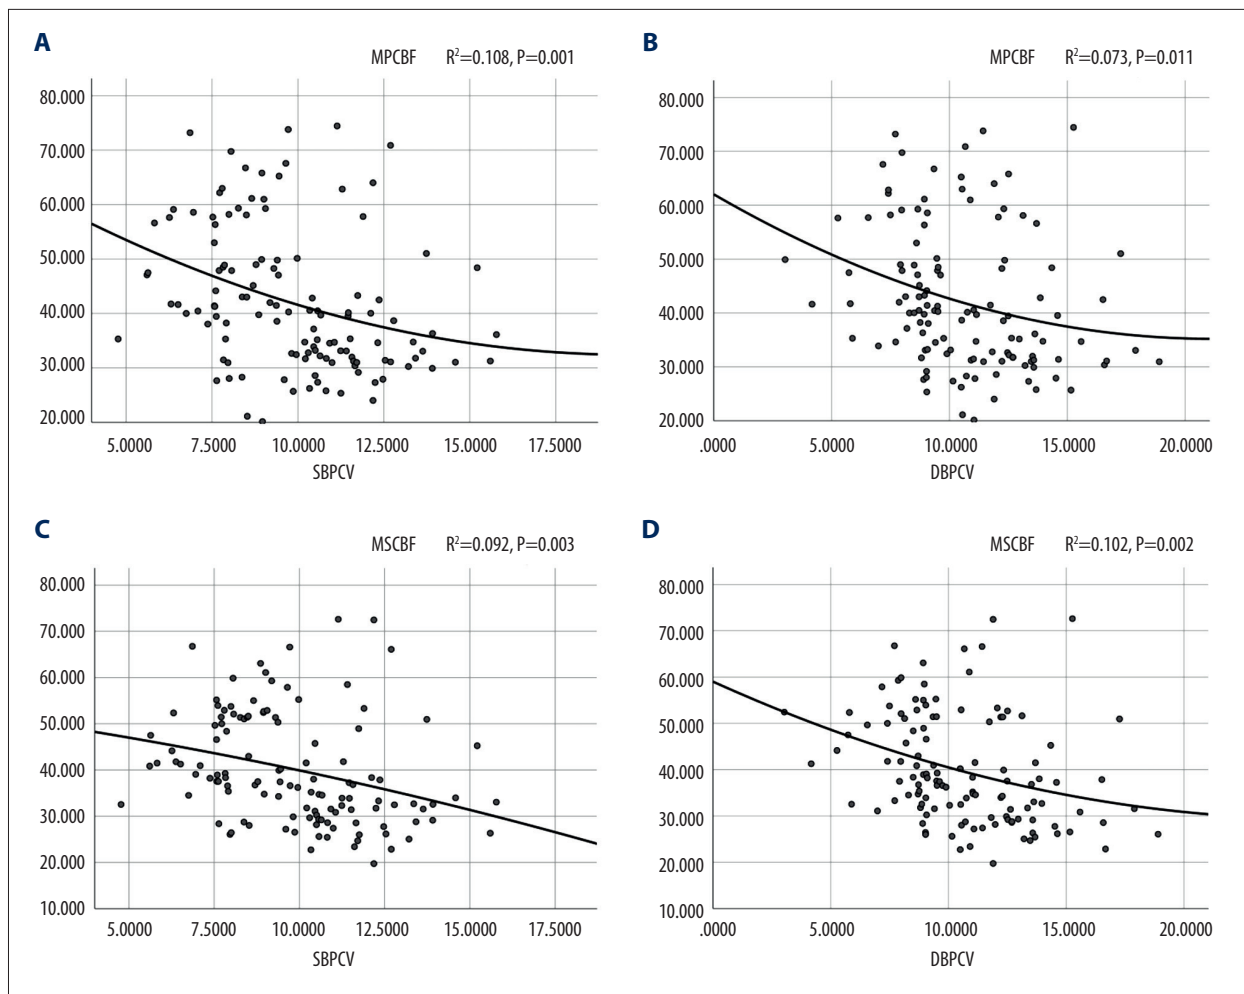 A
MPCBF R²=0.108, P=0.001
80.000
70.000
60.000
50.000
40.000
30.000
20.000
5.0000 7.5000 10.0000 12.5000 15.0000 17.5000
SBPCV
B
MPCBF R²=0.073, P=0.011
80.000
70.000
60.000
50.000
40.000
30.000
20.000
.0000 5.0000 10.0000 15.0000 20.0000
DBPCV
C
MSCBF R²=0.092, P=0.003
80.000
70.000
60.000
50.000
40.000
30.000
20.000
10.000
5.0000 7.5000 10.0000 12.5000 15.0000 17.5000
SBPCV
D
MSCBF R²=0.102, P=0.002
80.000
70.000
60.000
50.000
40.000
30.000
20.000
10.000
.0000 5.0000 10.0000 15.0000 20.0000
DBPCV